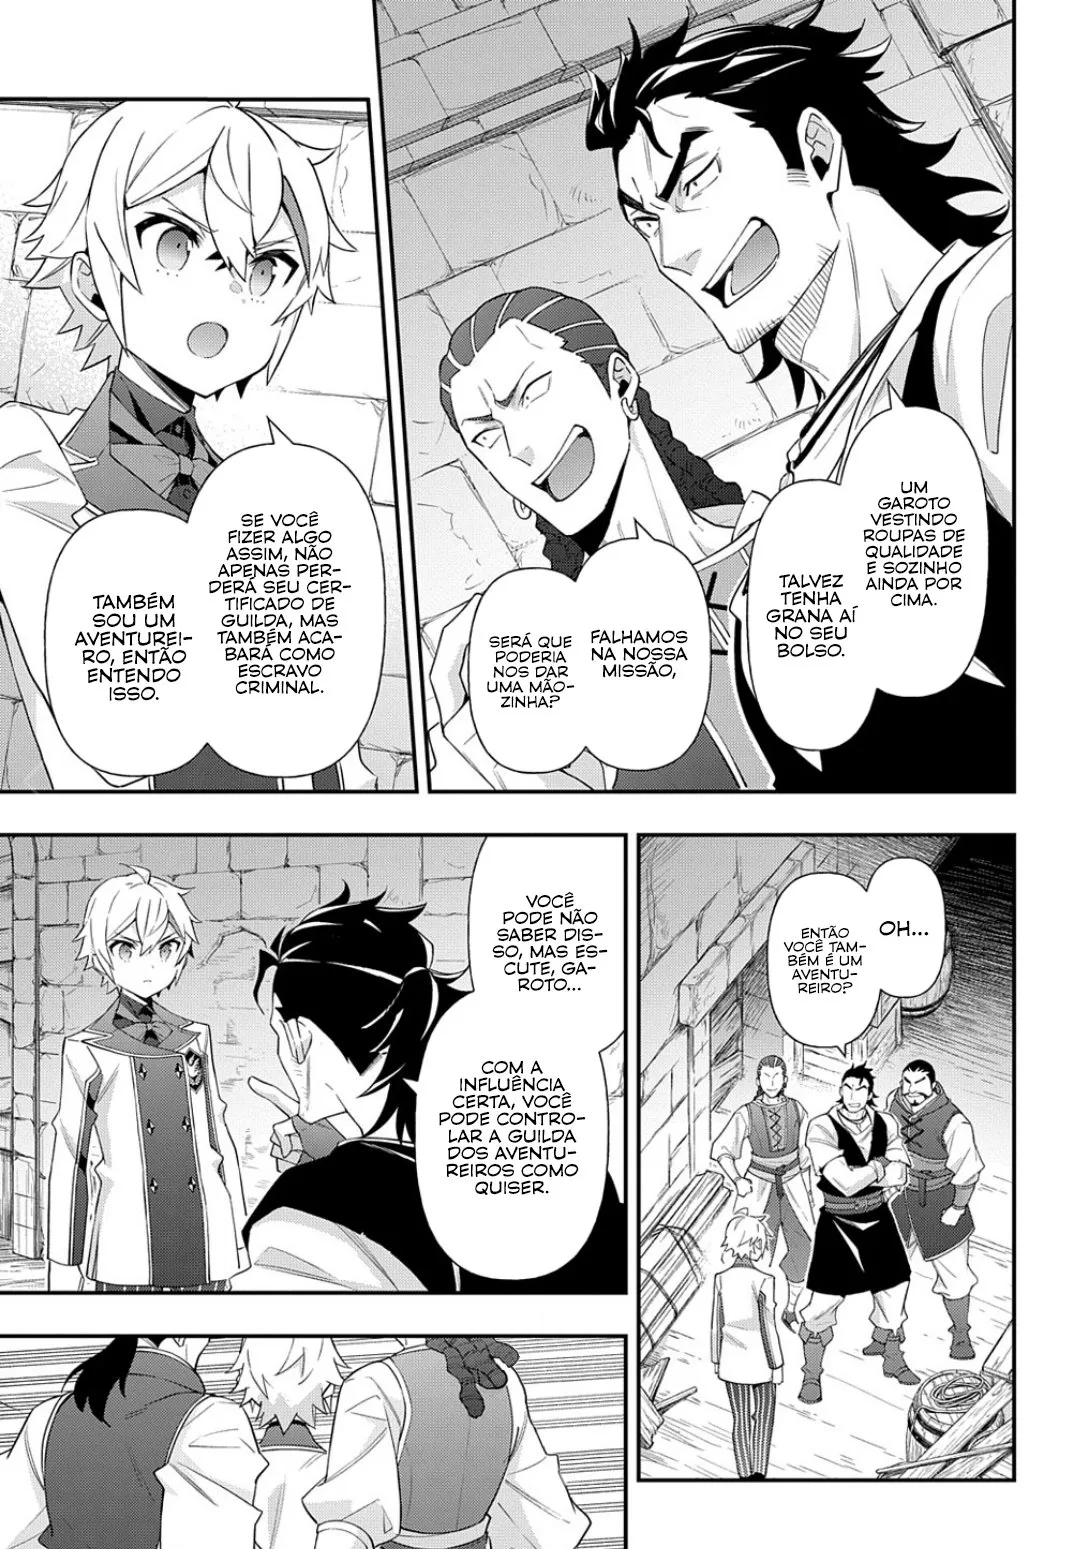 UM
GAROTO
VESTINDO
ROUPAS DE
QUALIDADE
E SOZINHO
AINDA POR
CIMA.
TALVEZ
TENHA
GRANA AÍ
NO SEU
BOLSO.
FALHAMOS
NA NOSSA
MISSÃO,
SERÁ QUE
PODERIA
NOS DAR
UMA MÃO-
ZINHA?
SE VOCÊ
FIZER ALGO
ASSIM, NÃO
APENAS PER-
DERÁ SEU CER-
TIFICADO DE
GUILDA, MAS
TAMBÉM ACA-
BARÁ COMO
ESCRAVO
CRIMINAL.
TAMBÉM
SOU UM
AVENTUREI-
RO, ENTÃO
ENTENDO
ISSO.
OH...
ENTÃO
VOCÊ TAM-
BÉM É UM
AVENTU-
REIRO?
VOCÊ
PODE NÃO
SABER DIS-
SO, MAS ES-
CUTE, GA-
ROTO...
COM A
INFLUÊNCIA
CERTA, VOCÊ
PODE CONTRO-
LAR A GUILDA
DOS AVENTU-
REIROS COMO
QUISER.